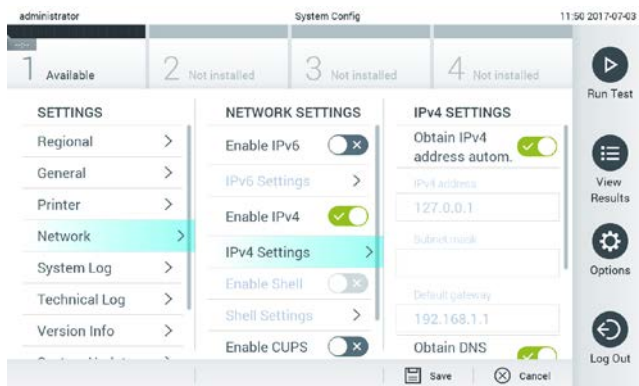 administrator
System Config
11:50 2017-07-03
1 Available
2 Not installed
3 Not installed
4 Not installed
Run Test
View
Results
Options
Log Out
SETTINGS
Regional
General
Printer
Network
System Log
Technical Log
Version Info
NETWORK SETTINGS
Enable IPv6
IPv6 Settings
Enable IPv4
IPv4 Settings
Enable Shell
Shell Settings
Enable CUPS
IPv4 SETTINGS
Obtain IPv4
address autom.
IPv4 address
127.0.0.1
Subnet mask
Default gateway
192.168.1.1
Obtain DNS
Save
Cancel